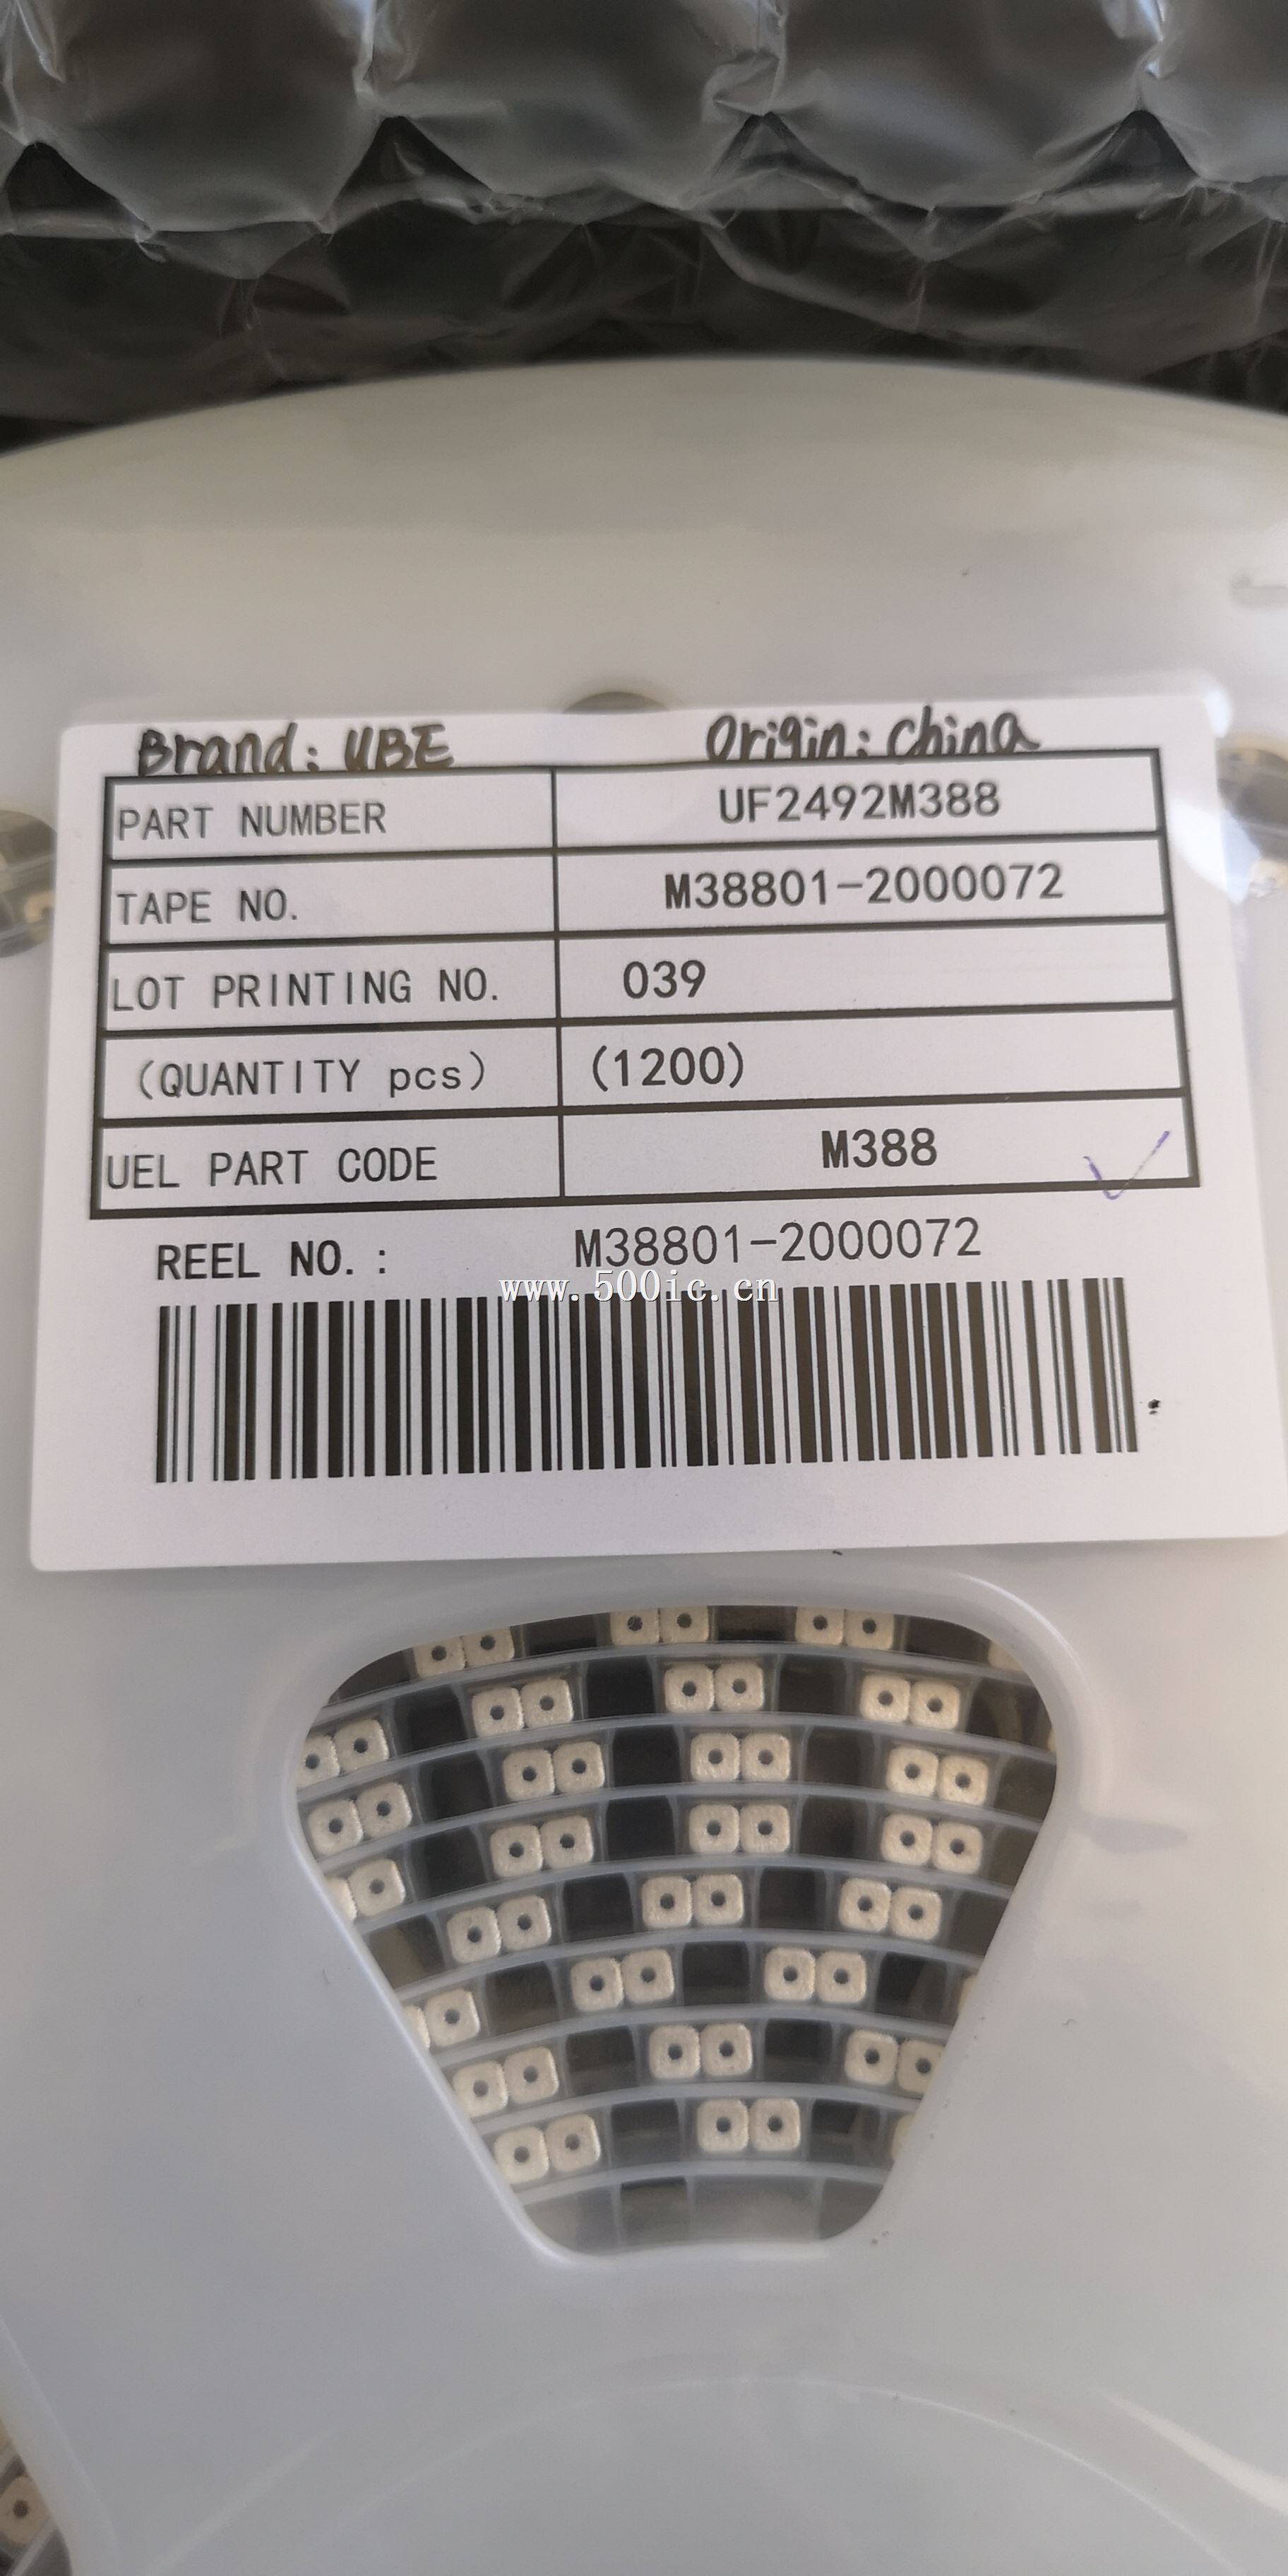 Brand: UBE Origin: China
PART NUMBER UF2492M388
TAPE NO. M38801-2000072
LOT PRINTING NO. 039
(QUANTITY pcs) (1200)
UEL PART CODE M388
REEL NO.: M38801-2000072
www.500ic.cn